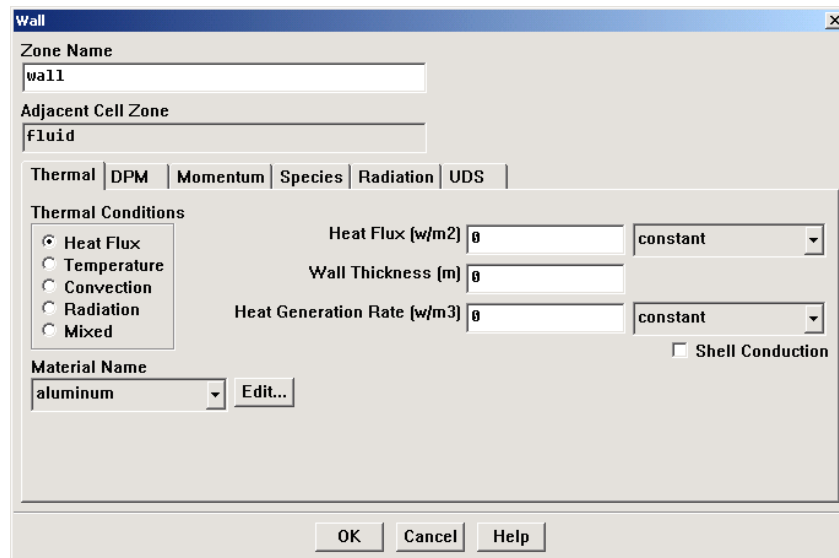 Wall
Zone Name
wall
Adjacent Cell Zone
fluid
Thermal DPM Momentum Species Radiation UDS
Thermal Conditions
Heat Flux
Temperature
Convection
Radiation
Mixed
Heat Flux (w/m2) 0 constant
Wall Thickness (m) 0
Heat Generation Rate (w/m3) 0 constant
Shell Conduction
Material Name
aluminum Edit...
OK Cancel Help